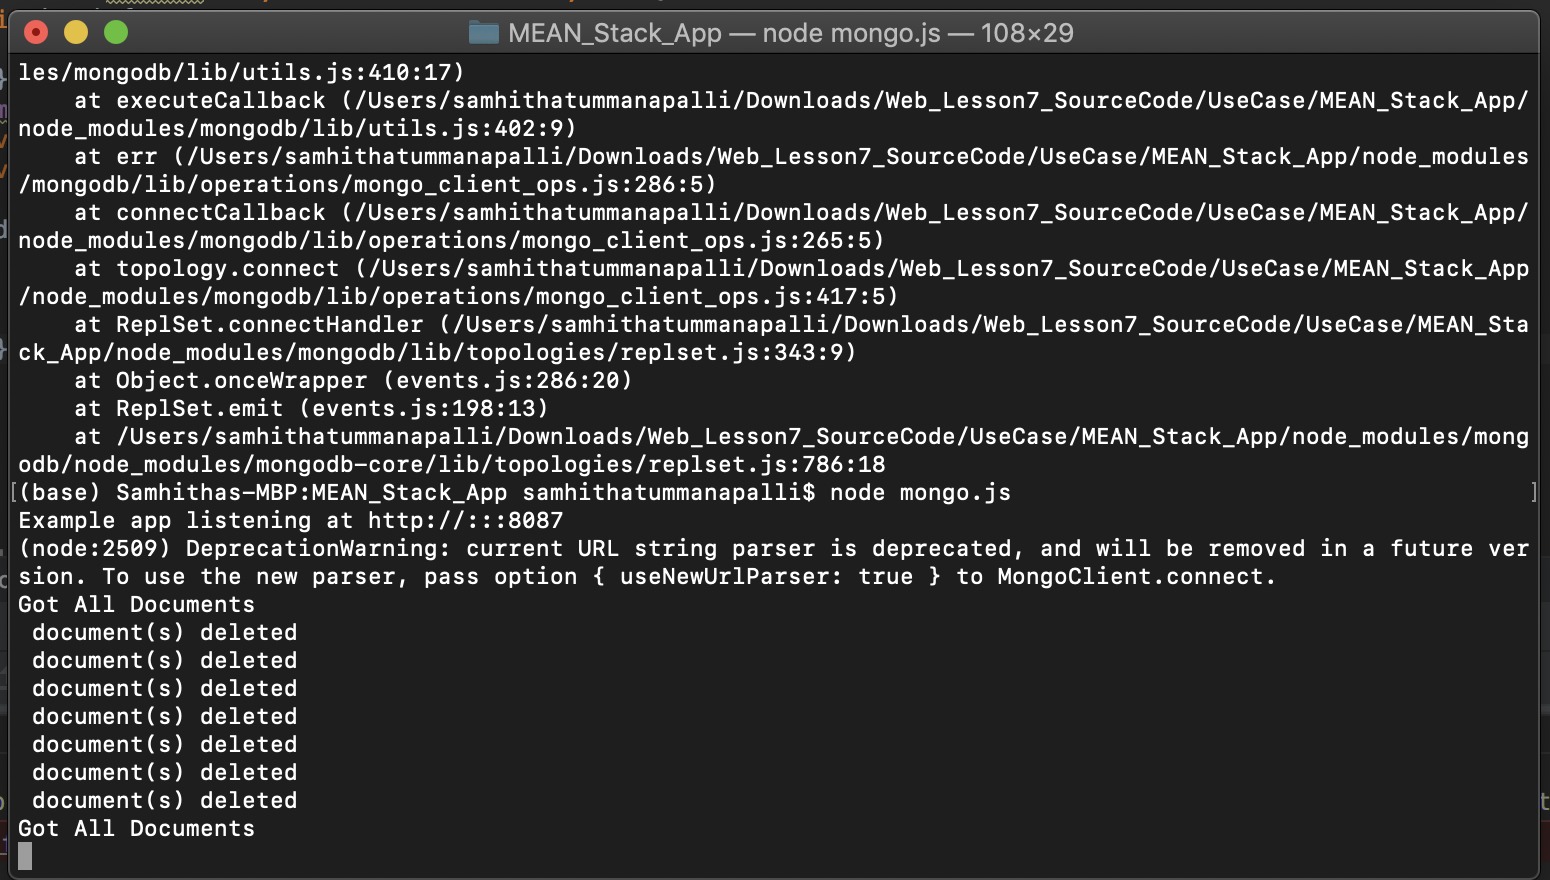 MEAN_Stack_App — node mongo.js — 108×29
les/mongodb/lib/utils.js:410:17)
    at executeCallback (/Users/samhithatummanapalli/Downloads/Web_Lesson7_SourceCode/UseCase/MEAN_Stack_App/
node_modules/mongodb/lib/utils.js:402:9)
    at err (/Users/samhithatummanapalli/Downloads/Web_Lesson7_SourceCode/UseCase/MEAN_Stack_App/node_modules
/mongodb/lib/operations/mongo_client_ops.js:286:5)
    at connectCallback (/Users/samhithatummanapalli/Downloads/Web_Lesson7_SourceCode/UseCase/MEAN_Stack_App/
node_modules/mongodb/lib/operations/mongo_client_ops.js:265:5)
    at topology.connect (/Users/samhithatummanapalli/Downloads/Web_Lesson7_SourceCode/UseCase/MEAN_Stack_App
/node_modules/mongodb/lib/operations/mongo_client_ops.js:417:5)
    at ReplSet.connectHandler (/Users/samhithatummanapalli/Downloads/Web_Lesson7_SourceCode/UseCase/MEAN_Sta
ck_App/node_modules/mongodb/lib/topologies/replset.js:343:9)
    at Object.onceWrapper (events.js:286:20)
    at ReplSet.emit (events.js:198:13)
    at /Users/samhithatummanapalli/Downloads/Web_Lesson7_SourceCode/UseCase/MEAN_Stack_App/node_modules/mong
odb/node_modules/mongodb-core/lib/topologies/replset.js:786:18
[(base) Samhithas-MBP:MEAN_Stack_App samhithatummanapalli$ node mongo.js ]
Example app listening at http://:::8087
(node:2509) DeprecationWarning: current URL string parser is deprecated, and will be removed in a future ver
sion. To use the new parser, pass option { useNewUrlParser: true } to MongoClient.connect.
Got All Documents
 document(s) deleted
 document(s) deleted
 document(s) deleted
 document(s) deleted
 document(s) deleted
 document(s) deleted
 document(s) deleted
Got All Documents